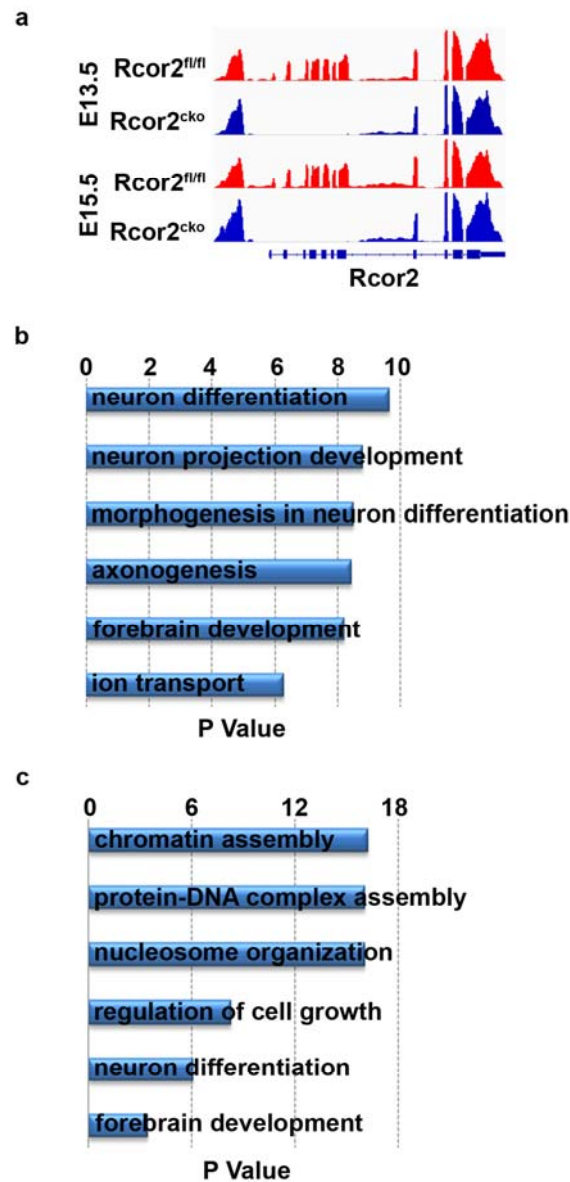 a
E13.5
Rcor2fl/fl
Rcor2cko
E15.5
Rcor2fl/fl
Rcor2cko
Rcor2
b
0 2 4 6 8 10
neuron differentiation
neuron projection development
morphogenesis in neuron differentiation
axonogenesis
forebrain development
ion transport
P Value
c
0 6 12 18
chromatin assembly
protein-DNA complex assembly
nucleosome organization
regulation of cell growth
neuron differentiation
forebrain development
P Value